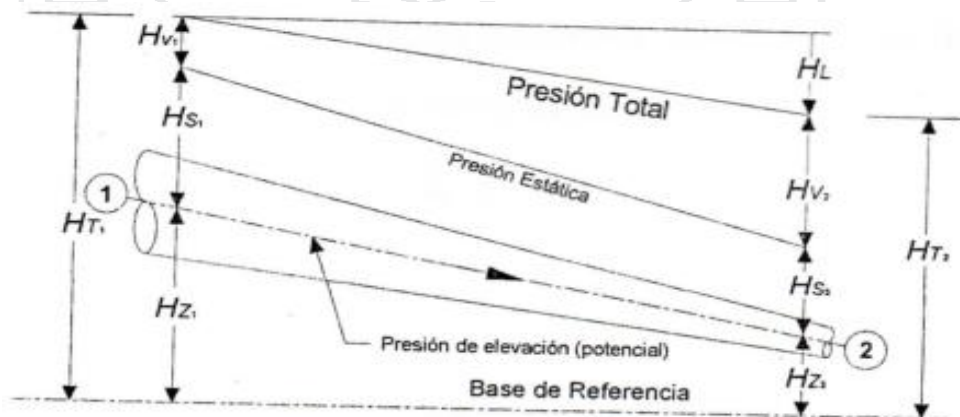 Hv₁
HL
Presión Total
Hs₁
Presión Estática
1
HT₁
Hv₂
HT₂
Hs₂
Hz₁
Presión de elevación (potencial)
2
Hz₂
Base de Referencia